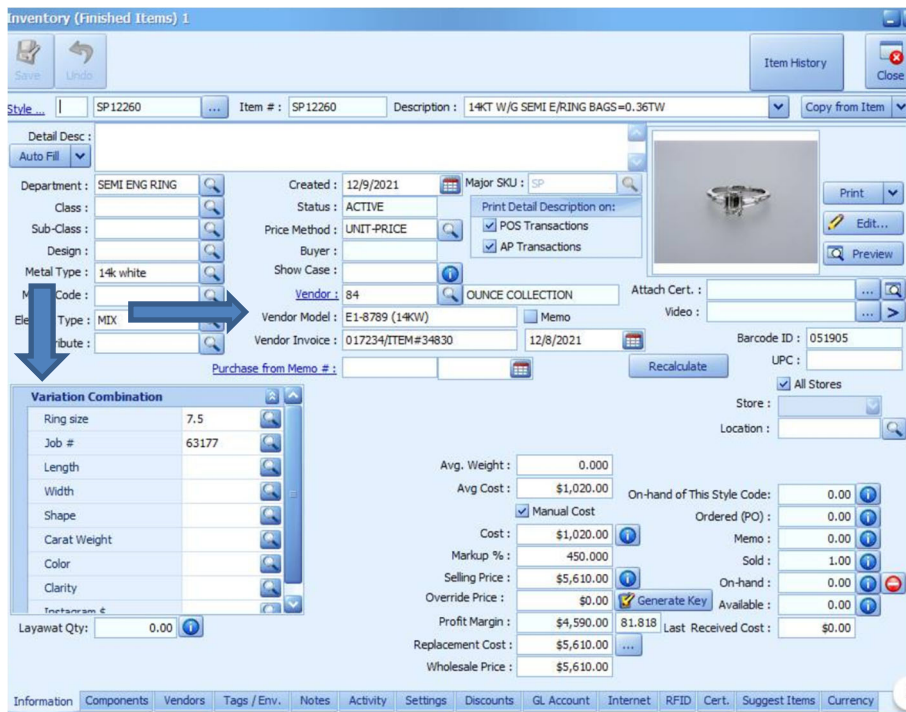 Inventory (Finished Items) 1
Save Undo Item History Close
Style ... SP12260 ... Item # : SP12260 Description : 14KT W/G SEMI E/RING BAGS=0.36TW Copy from Item
Detail Desc :
Auto Fill
Department : SEMI ENG RING Created : 12/9/2021 Major SKU : SP
Class : Status : ACTIVE Print Detail Description on:
Sub-Class : Price Method : UNIT-PRICE POS Transactions
Design : Buyer : AP Transactions
Print
Edit...
Preview
Metal Type : 14k white Show Case :
Code : Vendor : 84 OUNCE COLLECTION Attach Cert. : ...
Type : MIX Vendor Model : E1-8789 (14KW) Memo Video : ... >
Vendor Invoice : 017234/ITEM#34830 12/8/2021 Barcode ID : 051905
Purchase from Memo # : Recalculate UPC :
All Stores
Store :
Location :
Variation Combination
Ring size 7.5
Job # 63177
Length
Width
Shape
Carat Weight
Color
Clarity
Instagram $
Layawat Qty: 0.00
Avg. Weight : 0.000
Avg Cost : $1,020.00
Manual Cost
Cost : $1,020.00
Markup % : 450.000
Selling Price : $5,610.00
Override Price : $0.00 Generate Key
Profit Margin : $4,590.00 81.818
Replacement Cost : $5,610.00 ...
Wholesale Price : $5,610.00
On-hand of This Style Code: 0.00
Ordered (PO) : 0.00
Memo : 0.00
Sold : 1.00
On-hand : 0.00
Available : 0.00
Last Received Cost : $0.00
Information Components Vendors Tags / Env. Notes Activity Settings Discounts GL Account Internet RFID Cert. Suggest Items Currency